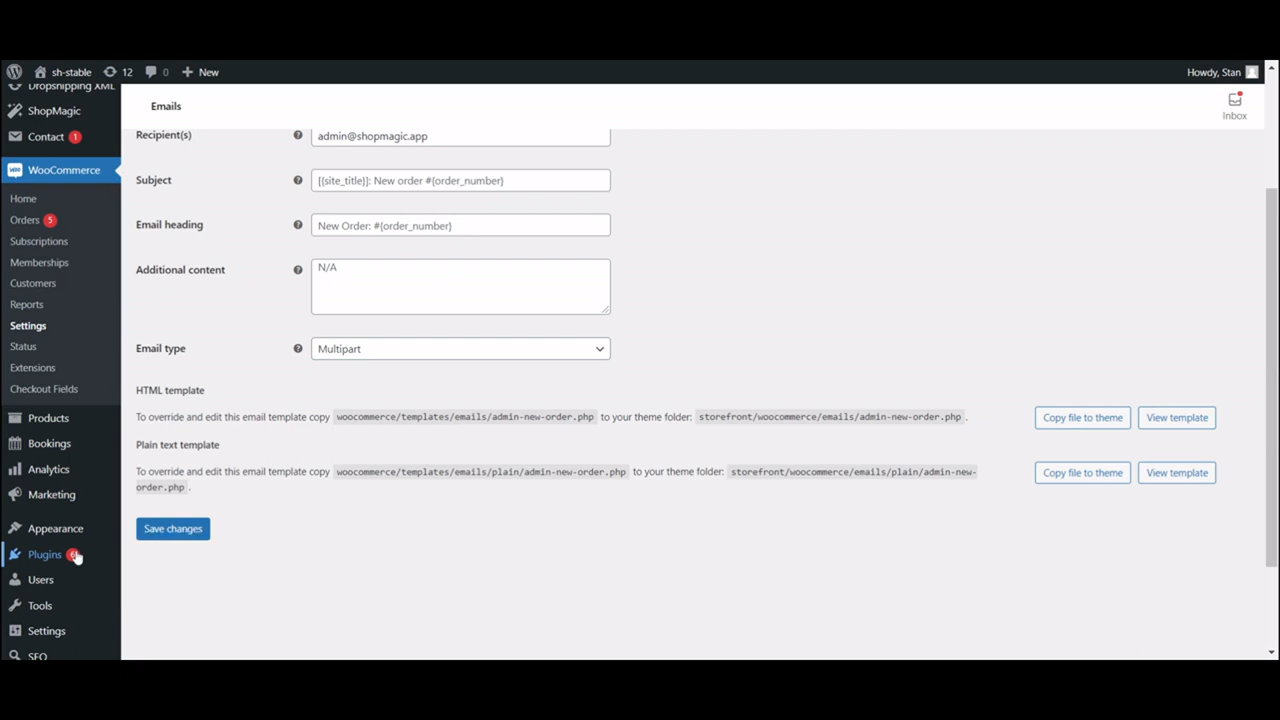 sh-stable 12 0 New Howdy, Stan
Dropshipping XML
ShopMagic
Contact 1
WooCommerce
Home
Orders 5
Subscriptions
Memberships
Customers
Reports
Settings
Status
Extensions
Checkout Fields
Products
Bookings
Analytics
Marketing
Appearance
Plugins
Users
Tools
Settings
SEO
Emails
Inbox
Recipient(s) admin@shopmagic.app
Subject [{site_title}]: New order #{order_number}
Email heading New Order: #{order_number}
Additional content N/A
Email type Multipart
HTML template
To override and edit this email template copy woocommerce/templates/emails/admin-new-order.php to your theme folder: storefront/woocommerce/emails/admin-new-order.php . Copy file to theme View template
Plain text template
To override and edit this email template copy woocommerce/templates/emails/plain/admin-new-order.php to your theme folder: storefront/woocommerce/emails/plain/admin-new- Copy file to theme View template
order.php .
Save changes